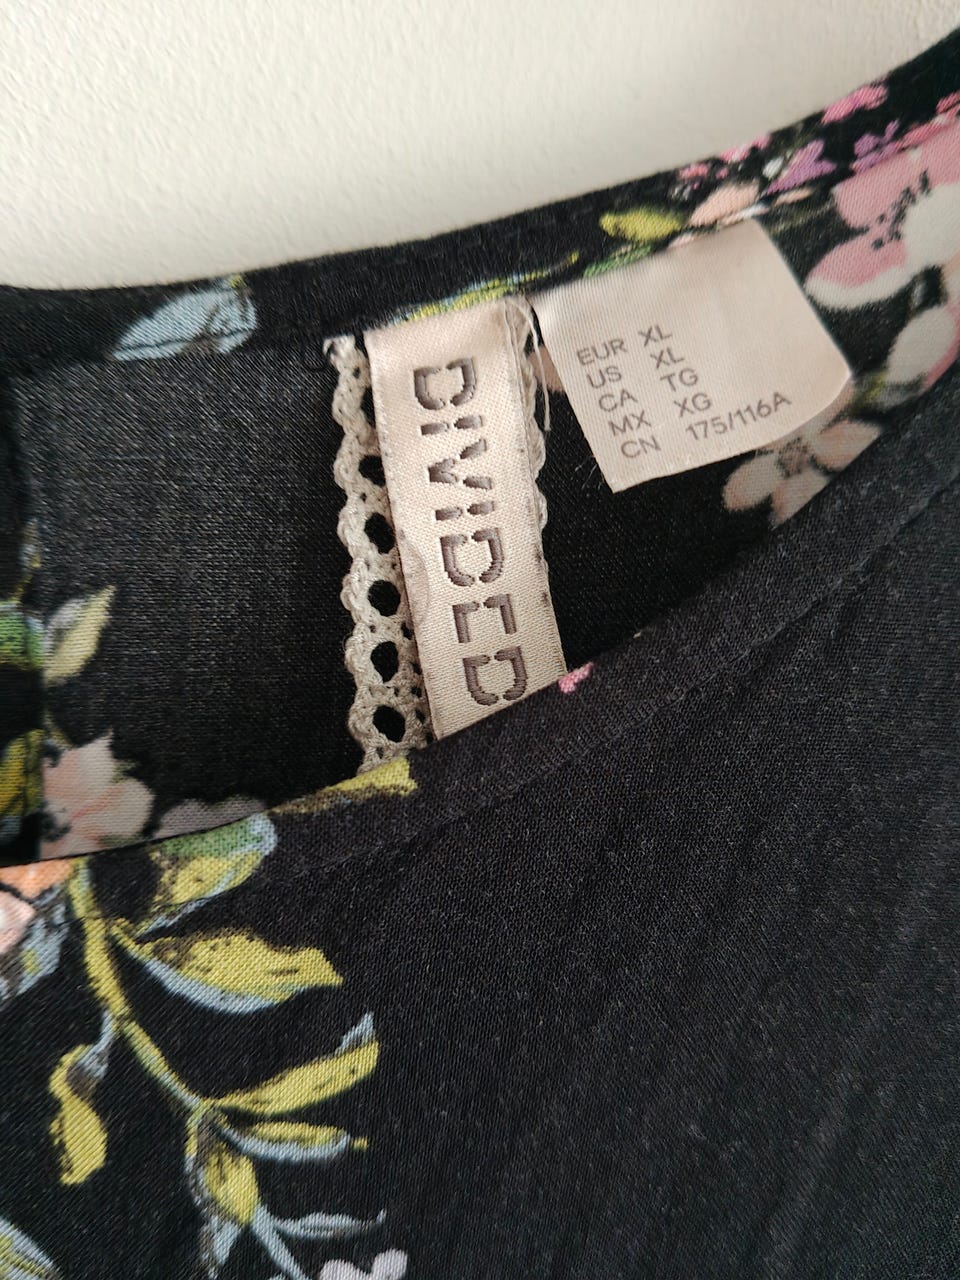 DIVIDED
EUR XL
US XL
CA TG
MX XG
CN 175/116A